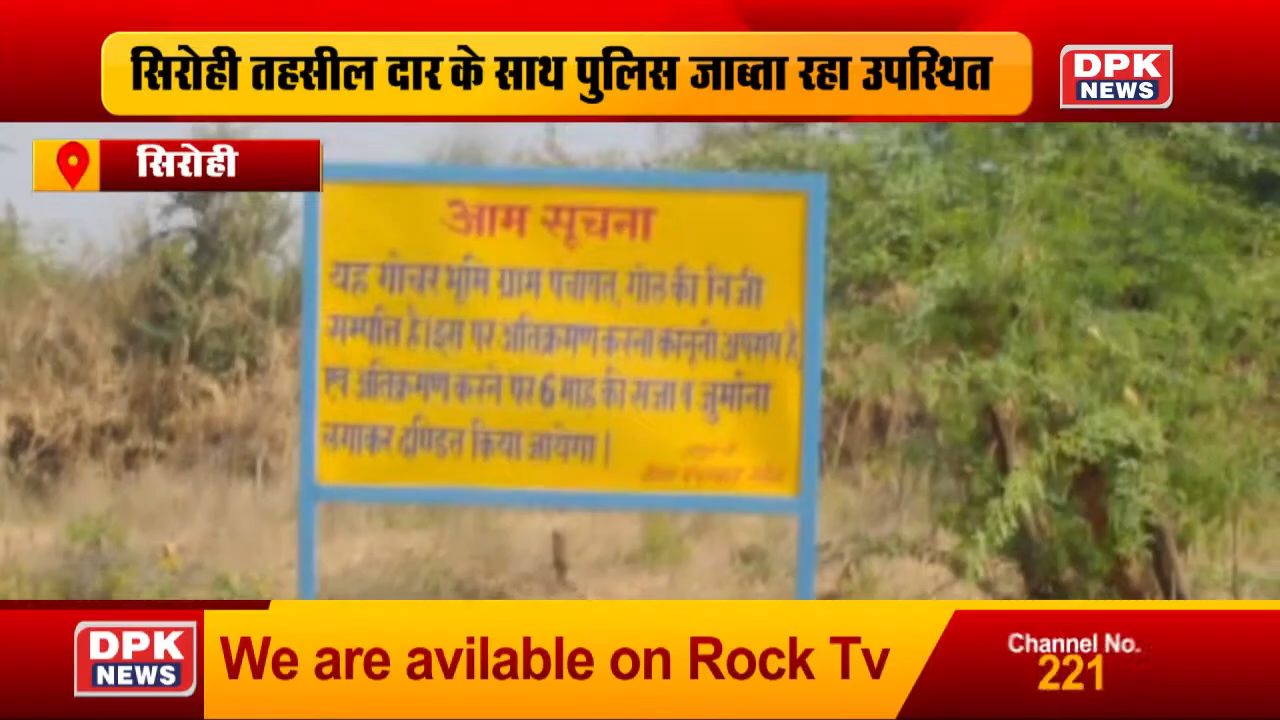 सिरोही तहसील दार के साथ पुलिस जाब्ता रहा उपस्थित
DPK
NEWS
सिरोही
आम सूचना
यह गोचर भूमि ग्राम पंचायत, गोल की निजी
सम्पति है। इस पर अतिक्रमण करना कानूनी अपराध है,
एवं अतिक्रमण करने पर 6 माह की सजा व जुर्माना
लगाकर दण्डित किया जायेगा।
DPK
NEWS
We are avilable on Rock Tv
Channel No.
221